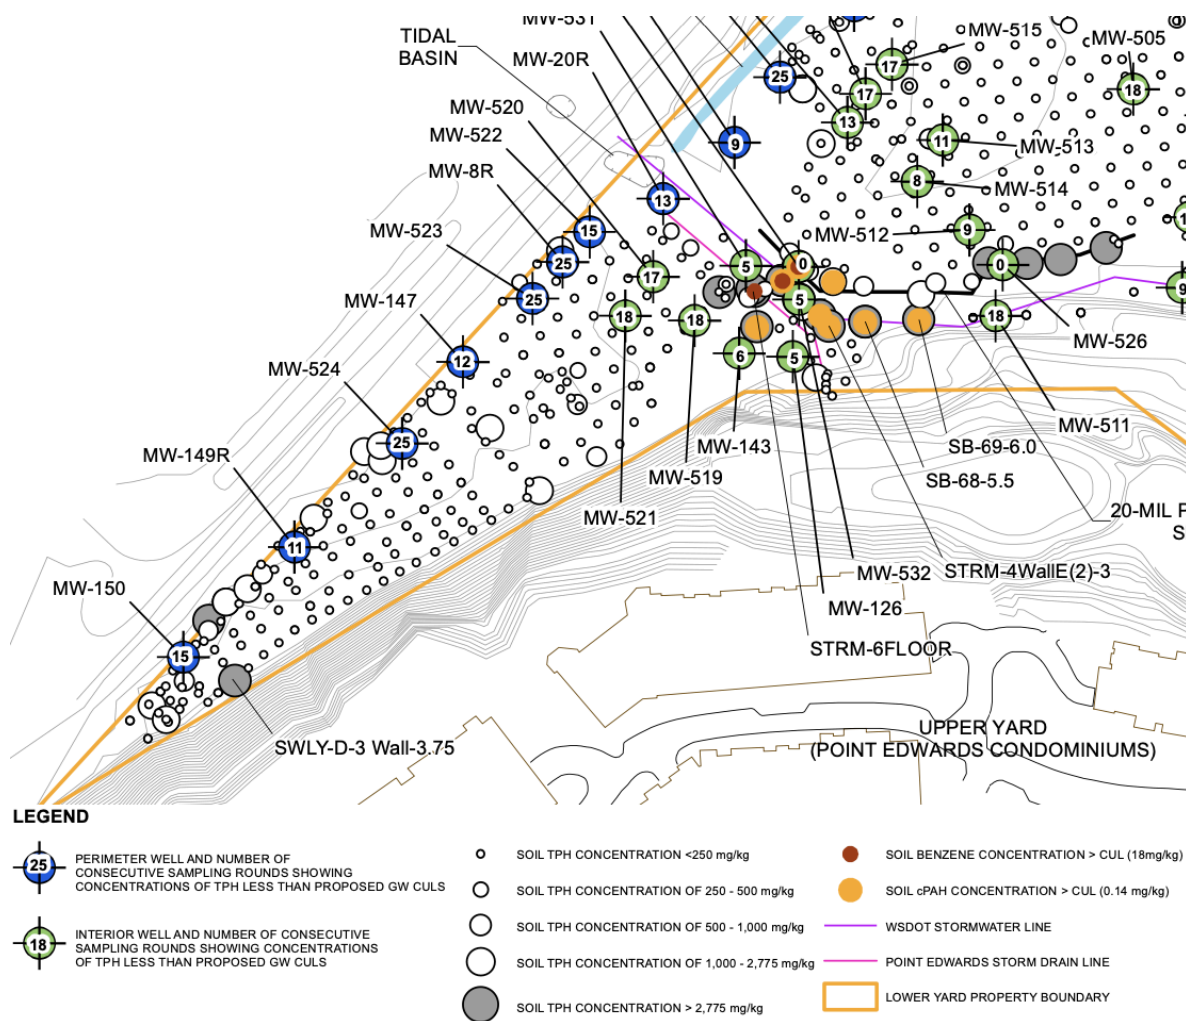 MW-531
TIDAL
BASIN
MW-20R
MW-520
MW-522
MW-8R
MW-523
MW-147
MW-524
MW-149R
MW-150
MW-515
MW-505
MW-513
MW-514
MW-512
MW-526
MW-511
MW-143
MW-519
MW-521
SB-69-6.0
SB-68-5.5
20-MIL
STRM-4WallE(2)-3
MW-532
MW-126
STRM-6FLOOR
SWLY-D-3 Wall-3.75
UPPER YARD
(POINT EDWARDS CONDOMINIUMS)
25
17
17
13
18
9
11
8
13
9
15
25
17
5
0
0
25
5
9
18
18
18
12
6
5
25
11
15
LEGEND
25
PERIMETER WELL AND NUMBER OF
CONSECUTIVE SAMPLING ROUNDS SHOWING
CONCENTRATIONS OF TPH LESS THAN PROPOSED GW CULS
18
INTERIOR WELL AND NUMBER OF CONSECUTIVE
SAMPLING ROUNDS SHOWING CONCENTRATIONS
OF TPH LESS THAN PROPOSED GW CULS
SOIL TPH CONCENTRATION <250 mg/kg
SOIL TPH CONCENTRATION OF 250 - 500 mg/kg
SOIL TPH CONCENTRATION OF 500 - 1,000 mg/kg
SOIL TPH CONCENTRATION OF 1,000 - 2,775 mg/kg
SOIL TPH CONCENTRATION > 2,775 mg/kg
SOIL BENZENE CONCENTRATION > CUL (18mg/kg)
SOIL cPAH CONCENTRATION > CUL (0.14 mg/kg)
WSDOT STORMWATER LINE
POINT EDWARDS STORM DRAIN LINE
LOWER YARD PROPERTY BOUNDARY